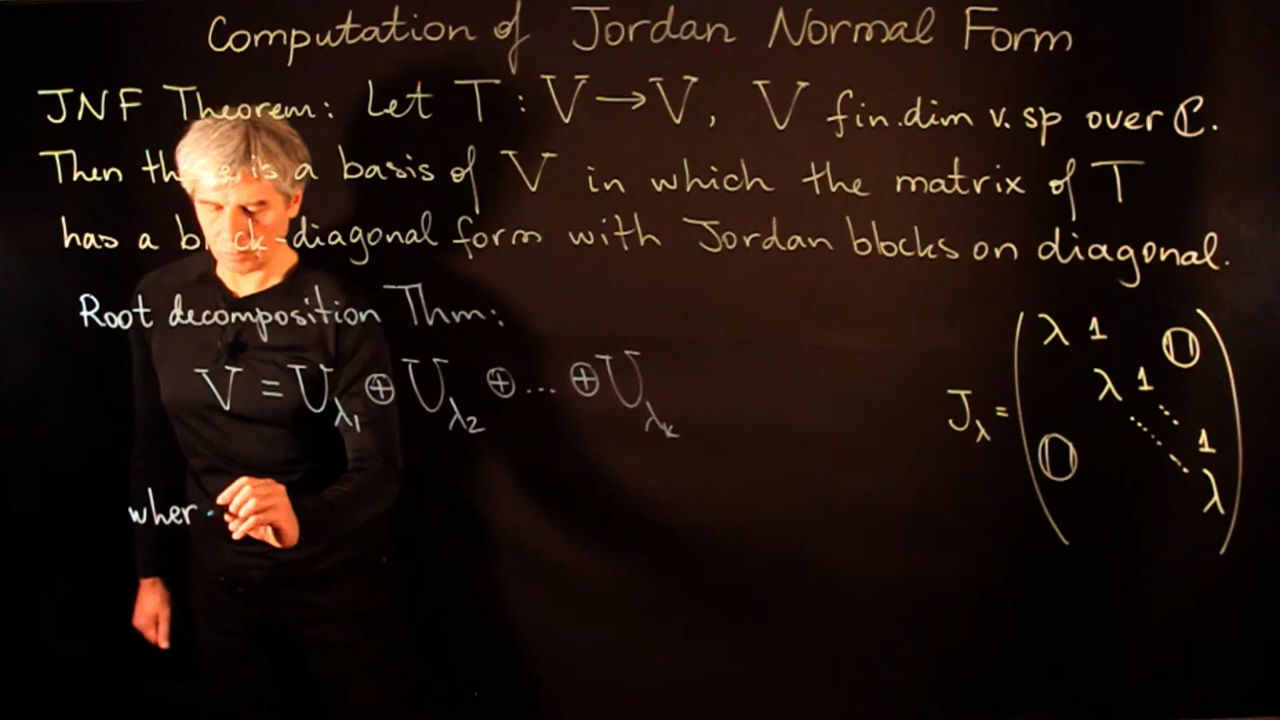 Computation of Jordan Normal Form
JNF Theorem: Let T : V → V, V fin.dim v. sp over ℂ.
Then there is a basis of V in which the matrix of T
has a block-diagonal form with Jordan blocks on diagonal.
Root decomposition Thm:
V = U_λ₁ ⊕ U_λ₂ ⊕ ... ⊕ U_λₖ
wher
J_λ =
λ 1 0
λ 1
0 1
λ